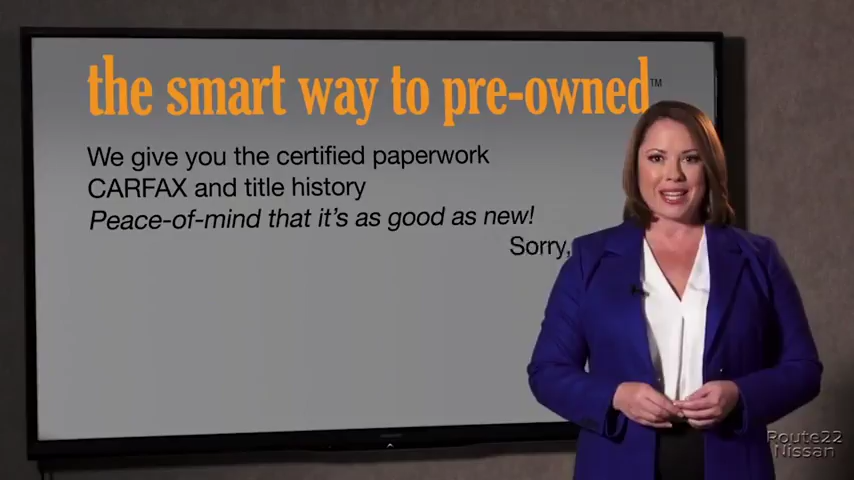 the smart way to pre-owned™
We give you the certified paperwork
CARFAX and title history
Peace-of-mind that it's as good as new!
Sorry,
Route22
Nissan